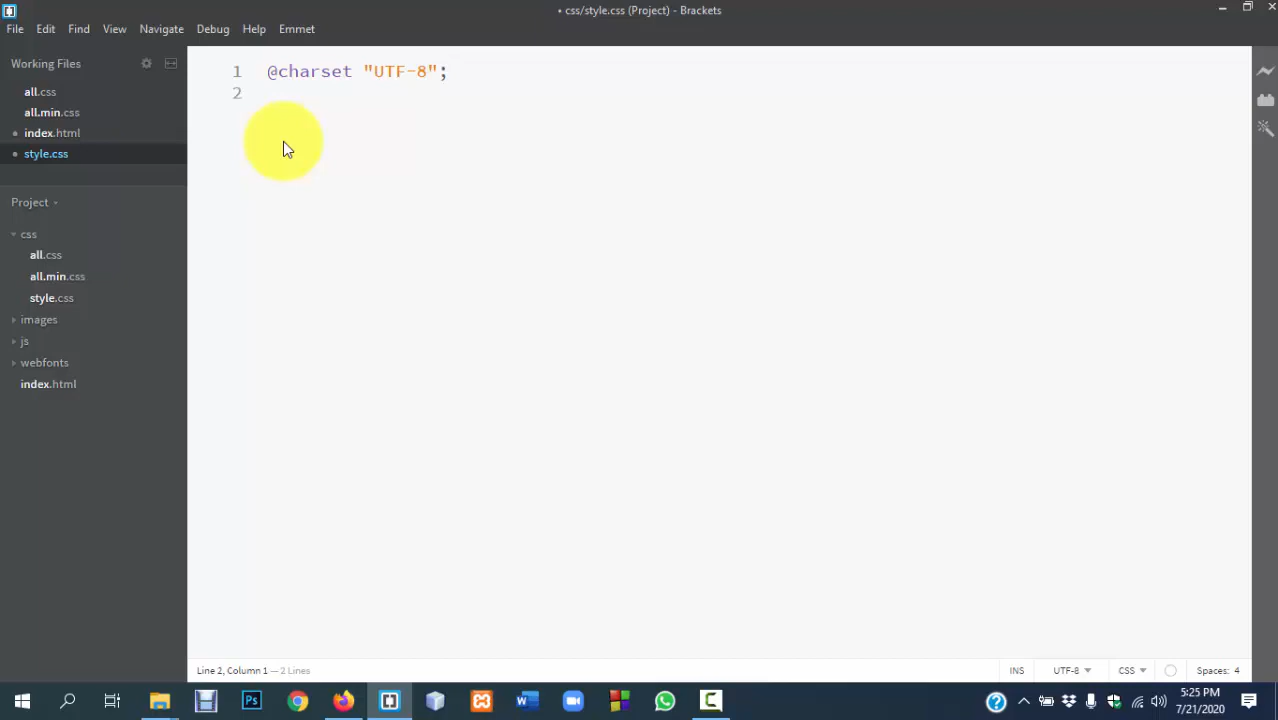 • css/style.css (Project) - Brackets
File Edit Find View Navigate Debug Help Emmet
Working Files
all.css
all.min.css
index.html
style.css
Project
css
all.css
all.min.css
style.css
images
js
webfonts
index.html
1 @charset "UTF-8";
2
Line 2, Column 1 — 2 Lines
INS UTF-8 CSS Spaces: 4
Ps
W
5:25 PM
7/21/2020